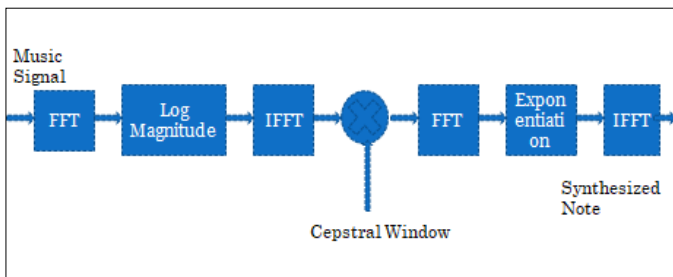 Music
Signal
FFT
Log
Magnitude
IFFT
FFT
Expon
entiati
on
IFFT
Synthesized
Note
Cepstral Window